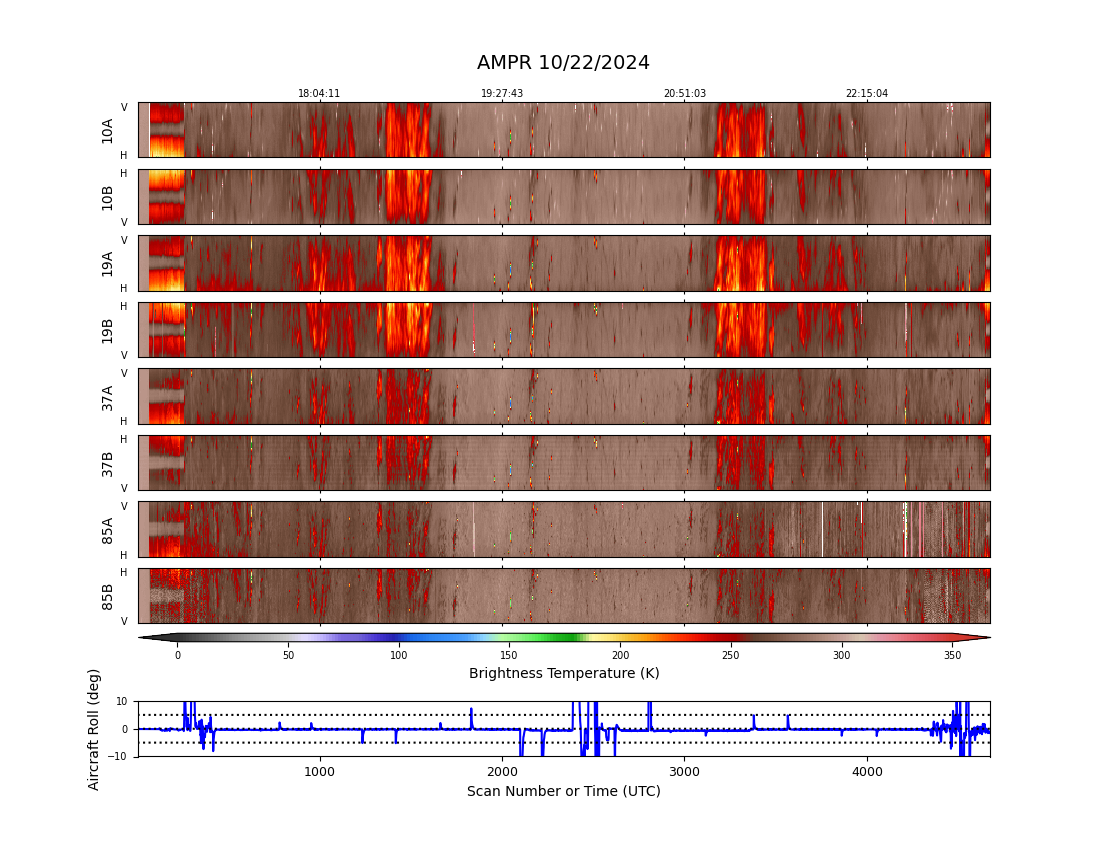 AMPR 10/22/2024
18:04:11 19:27:43 20:51:03 22:15:04
V
10A
H
H
10B
V
V
19A
H
H
19B
V
V
37A
H
H
37B
V
V
85A
H
H
85B
V
0 50 100 150 200 250 300 350
Brightness Temperature (K)
Aircraft Roll (deg)
10
0
−10
1000 2000 3000 4000
Scan Number or Time (UTC)